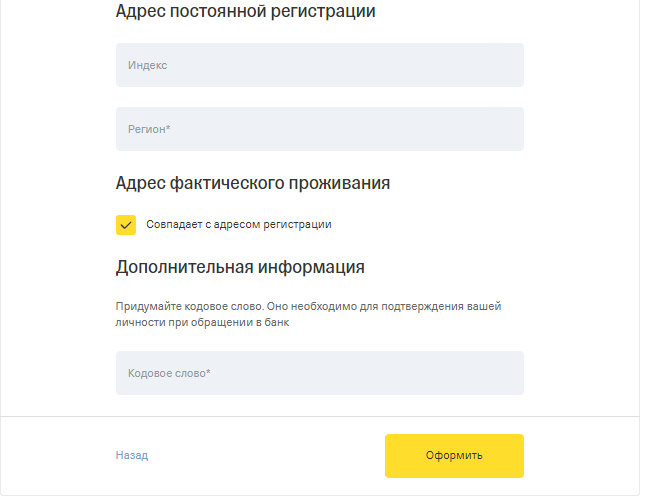 Адрес постоянной регистрации
Индекс
Регион*
Адрес фактического проживания
Совпадает с адресом регистрации
Дополнительная информация
Придумайте кодовое слово. Оно необходимо для подтверждения вашей
личности при обращении в банк
Кодовое слово*
Назад
Оформить